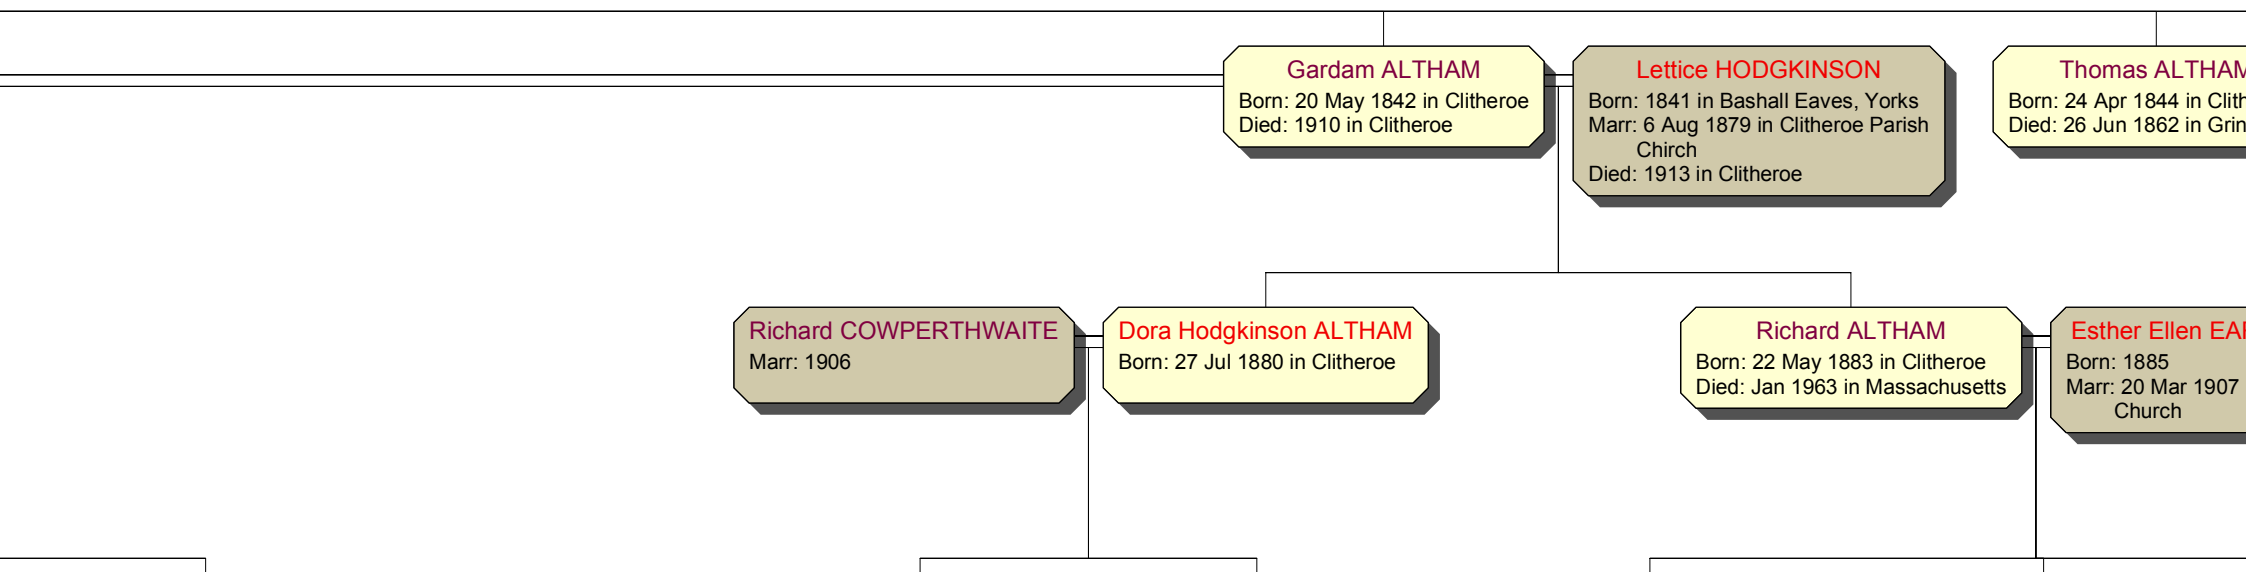 Gardam ALTHAM
Born: 20 May 1842 in Clitheroe
Died: 1910 in Clitheroe
Lettice HODGKINSON
Born: 1841 in Bashall Eaves, Yorks
Marr: 6 Aug 1879 in Clitheroe Parish
Chirch
Died: 1913 in Clitheroe
Thomas ALTHAM
Born: 24 Apr 1844 in
Died: 26 Jun 1862 in
Richard COWPERTHWAITE
Marr: 1906
Dora Hodgkinson ALTHAM
Born: 27 Jul 1880 in Clitheroe
Richard ALTHAM
Born: 22 May 1883 in Clitheroe
Died: Jan 1963 in Massachusetts
Esther Ellen
Born: 1885
Marr: 20 Mar 1907
Church